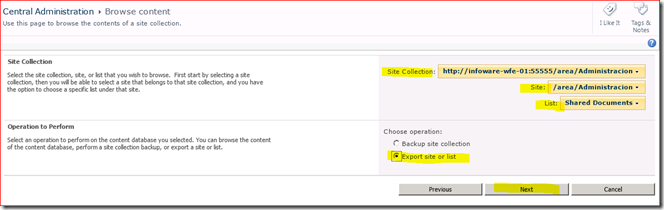 Central Administration ▸ Browse content
Use this page to browse the contents of a site collection.
I Like It
Tags &
Notes
Site Collection
Select the site collection, site, or list that you wish to browse. First start by selecting a site
collection, then you will be able to select a site that belongs to that site collection, and you have
the option to choose a specific list under that site.
Site Collection: http://infoware-wfe-01:55555/area/Administracion
Site: /area/Administracion
List: Shared Documents
Operation to Perform
Select an operation to perform on the content database you selected. You can browse the content
of the content database, perform a site collection backup, or export a site or list.
Choose operation:
Backup site collection
Export site or list
Previous
Next
Cancel